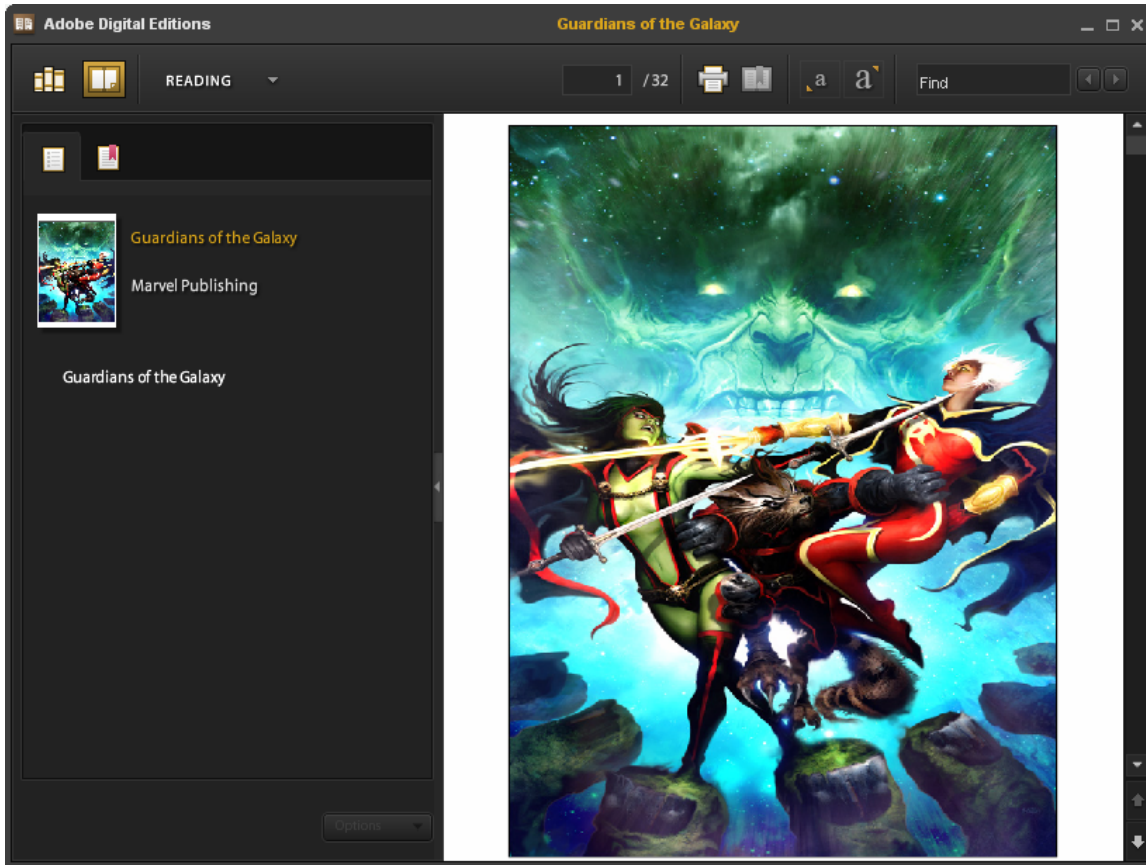 Adobe Digital Editions
Guardians of the Galaxy
READING
1 /32
a
a
Find
Guardians of the Galaxy
Marvel Publishing
Guardians of the Galaxy
Options